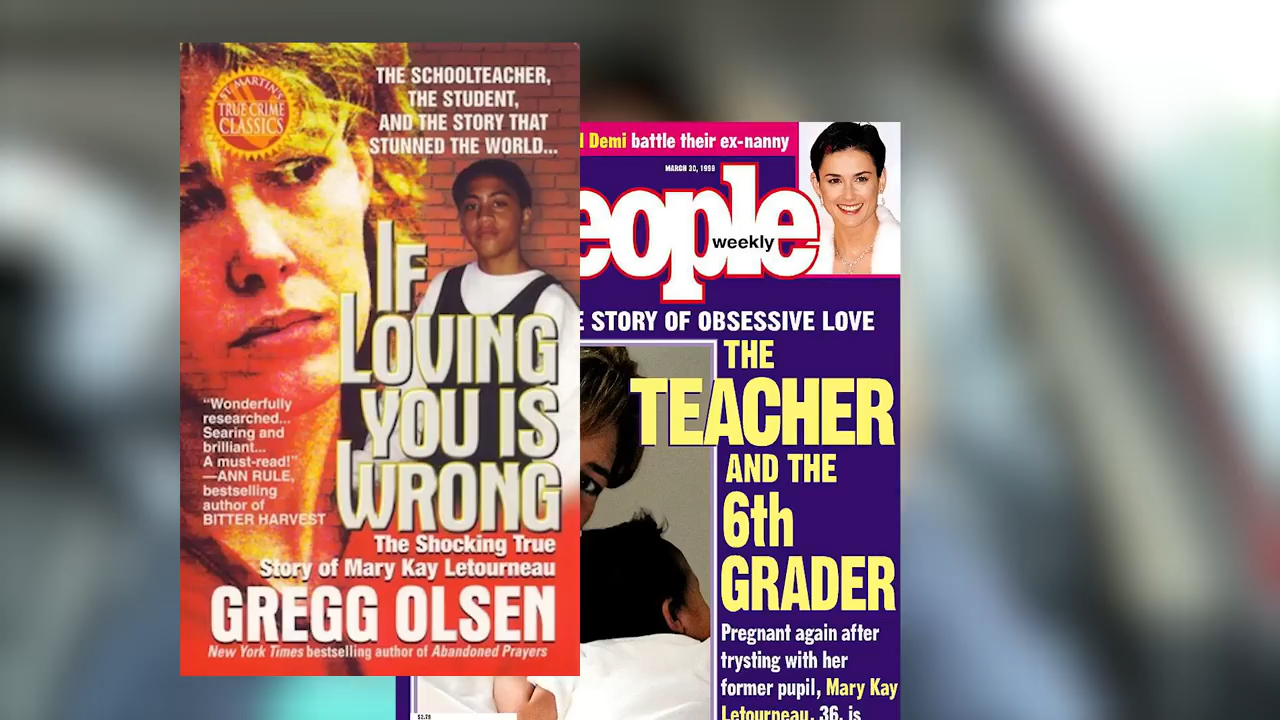 ST. MARTIN'S
TRUE CRIME
CLASSICS
THE SCHOOLTEACHER,
THE STUDENT,
AND THE STORY THAT
STUNNED THE WORLD...
IF
LOVING
YOU IS
WRONG
"Wonderfully
researched...
Searing and
brilliant...
A must-read!"
—ANN RULE,
bestselling
author of
BITTER HARVEST
The Shocking True
Story of Mary Kay Letourneau
GREGG OLSEN
New York Times bestselling author of Abandoned Prayers
Demi battle their ex-nanny
MARCH 30, 1998
eople
weekly
STORY OF OBSESSIVE LOVE
THE
TEACHER
AND THE
6th
GRADER
Pregnant again after
trysting with her
former pupil, Mary Kay
Letourneau, 36, is